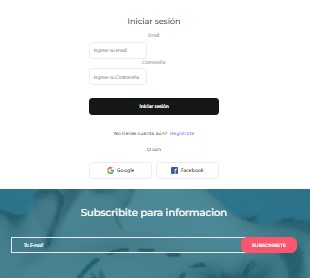 Iniciar sesión
Email
Ingrese su email
Contraseña
Ingrese su Contraseña
Iniciar sesión
No tienes cuenta aún? Registrate
O con
Google
Facebook
Subscribite para informacion
Tu E-mail
SUBSCRIBETE